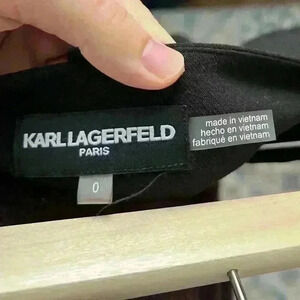 KARL LAGERFELD
PARIS
0
made in vietnam
hecho en vietnam
fabriqué en vietnam